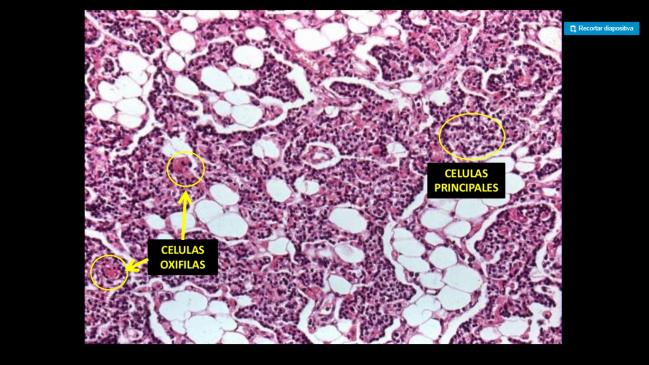 Recortar diapositiva
CELULAS
PRINCIPALES
CELULAS
OXIFILAS